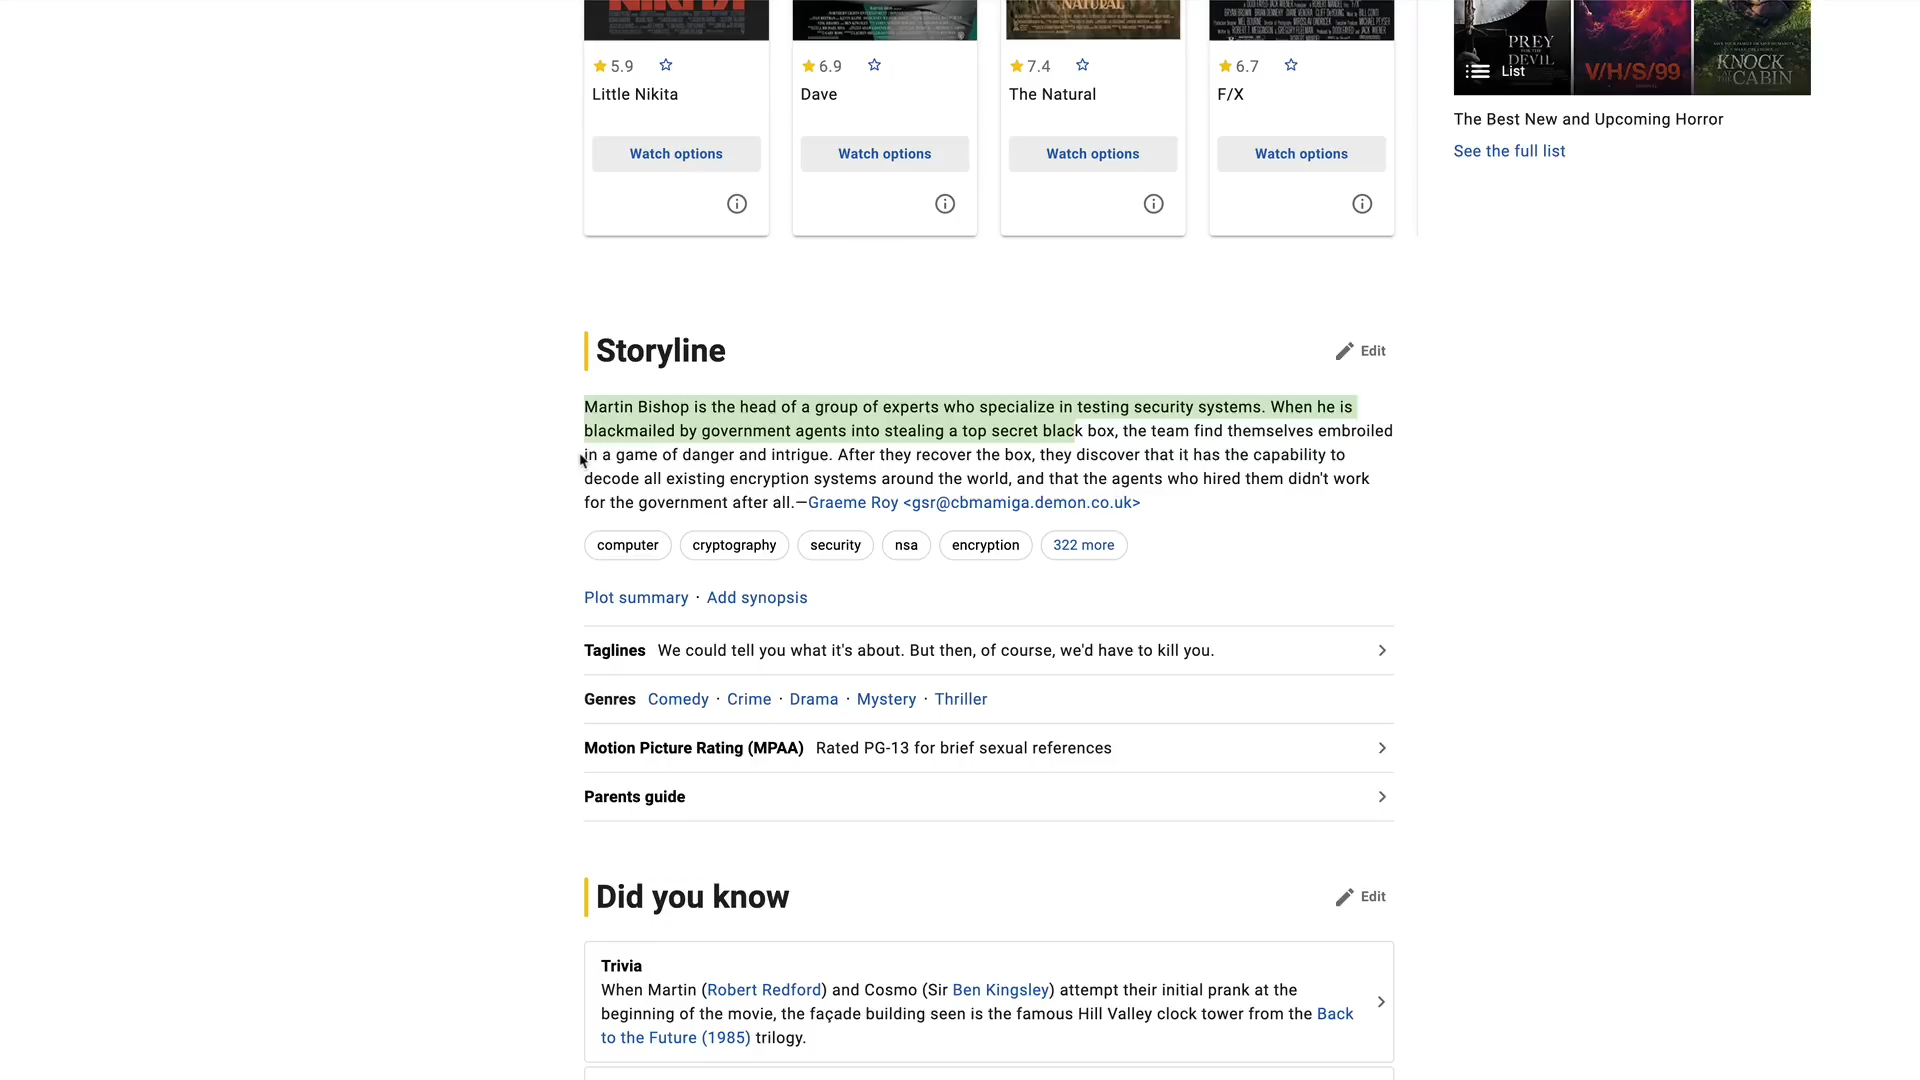 NATURAL
PREY
FOR THE
DEVIL
List
V/H/S/99
KNOCK
AT THE
CABIN
5.9
6.9
7.4
6.7
Little Nikita
Dave
The Natural
F/X
Watch options
Watch options
Watch options
Watch options
The Best New and Upcoming Horror
See the full list
Storyline
Edit
Martin Bishop is the head of a group of experts who specialize in testing security systems. When he is
blackmailed by government agents into stealing a top secret black box, the team find themselves embroiled
in a game of danger and intrigue. After they recover the box, they discover that it has the capability to
decode all existing encryption systems around the world, and that the agents who hired them didn't work
for the government after all.—Graeme Roy <gsr@cbmamiga.demon.co.uk>
computer
cryptography
security
nsa
encryption
322 more
Plot summary · Add synopsis
Taglines We could tell you what it's about. But then, of course, we'd have to kill you.
Genres Comedy · Crime · Drama · Mystery · Thriller
Motion Picture Rating (MPAA) Rated PG-13 for brief sexual references
Parents guide
Did you know
Edit
Trivia
When Martin (Robert Redford) and Cosmo (Sir Ben Kingsley) attempt their initial prank at the
beginning of the movie, the façade building seen is the famous Hill Valley clock tower from the Back
to the Future (1985) trilogy.